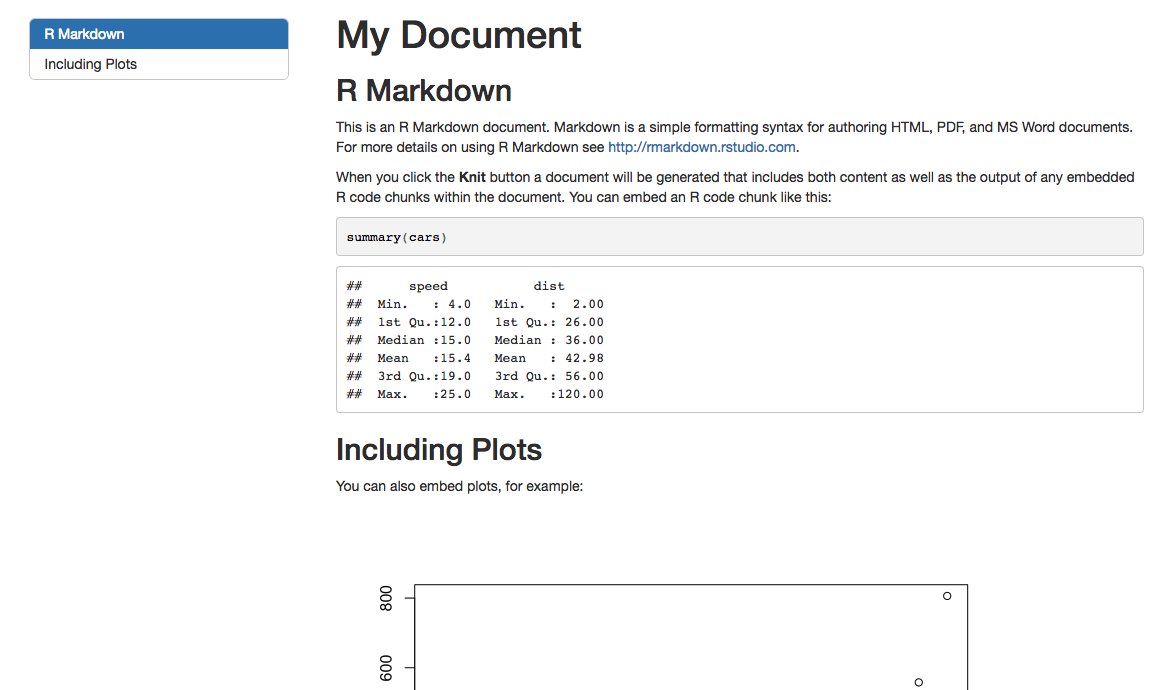 R Markdown
Including Plots
My Document
R Markdown
This is an R Markdown document. Markdown is a simple formatting syntax for authoring HTML, PDF, and MS Word documents.
For more details on using R Markdown see http://rmarkdown.rstudio.com.
When you click the Knit button a document will be generated that includes both content as well as the output of any embedded
R code chunks within the document. You can embed an R code chunk like this:
summary(cars)
##      speed           dist
##  Min.   : 4.0   Min.   :  2.00
##  1st Qu.:12.0   1st Qu.: 26.00
##  Median :15.0   Median : 36.00
##  Mean   :15.4   Mean   : 42.98
##  3rd Qu.:19.0   3rd Qu.: 56.00
##  Max.   :25.0   Max.   :120.00
Including Plots
You can also embed plots, for example:
800
600